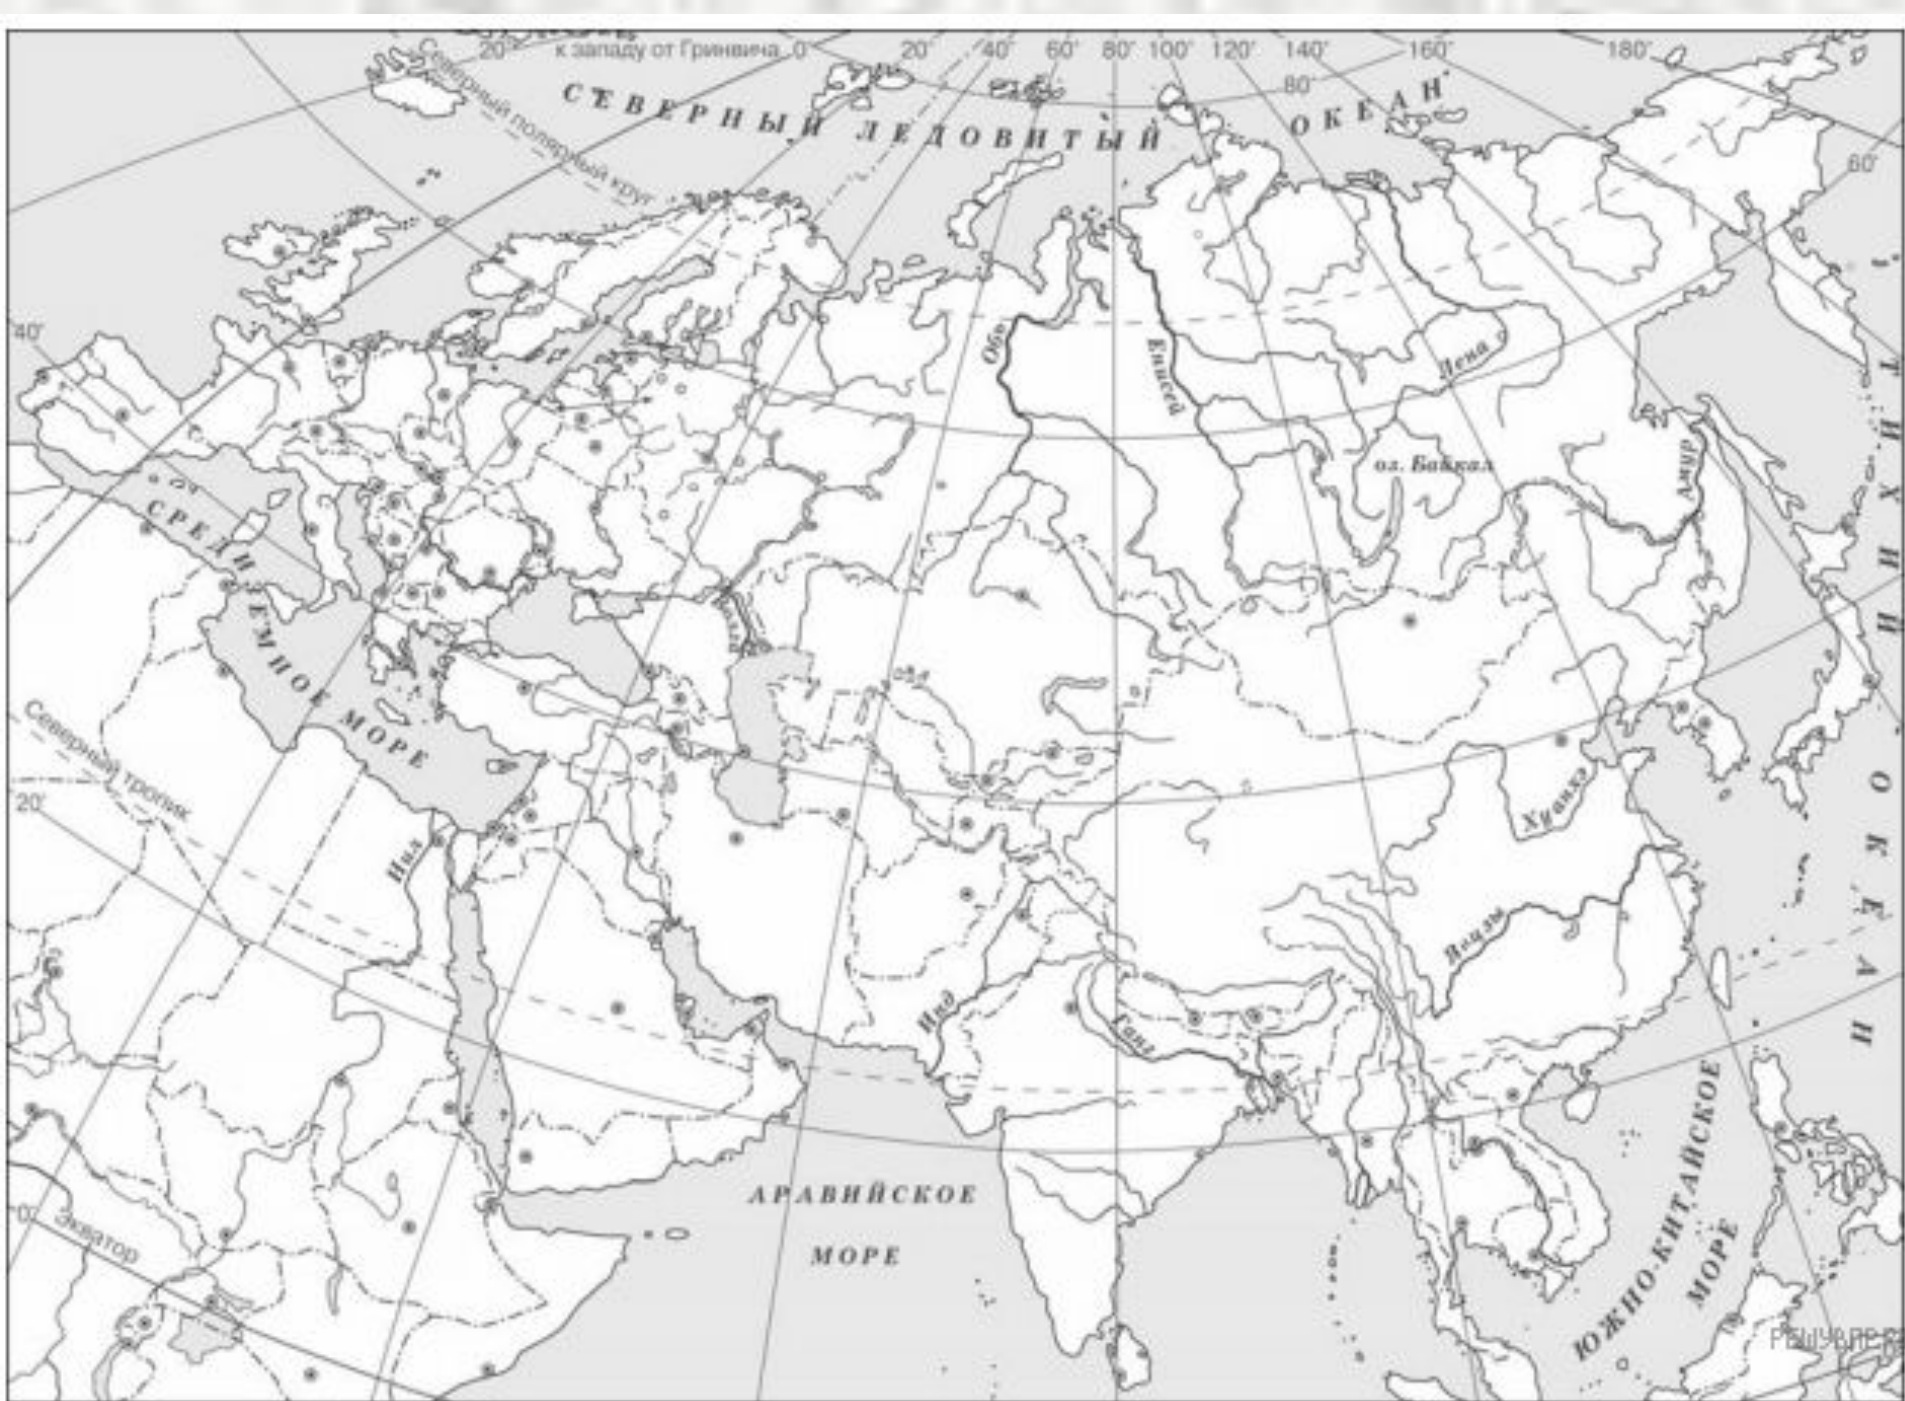 20° к западу от Гринвича 0° 20° 40° 60° 80° 100° 120° 140° 160° 180°
80°
СЕВЕРНЫЙ ЛЕДОВИТЫЙ ОКЕАН
Северный полярный круг
60°
40°
Обь
Енисей
Лена
оз. Байкал
Амур
СРЕДИЗЕМНОЕ МОРЕ
Волга
ТИХИЙ ОКЕАН
Северный тропик
20°
Нил
Хуанхэ
Янцзы
Инд
Ганг
АРАВИЙСКОЕ
МОРЕ
ЮЖНО-КИТАЙСКОЕ
МОРЕ
0°
Экватор